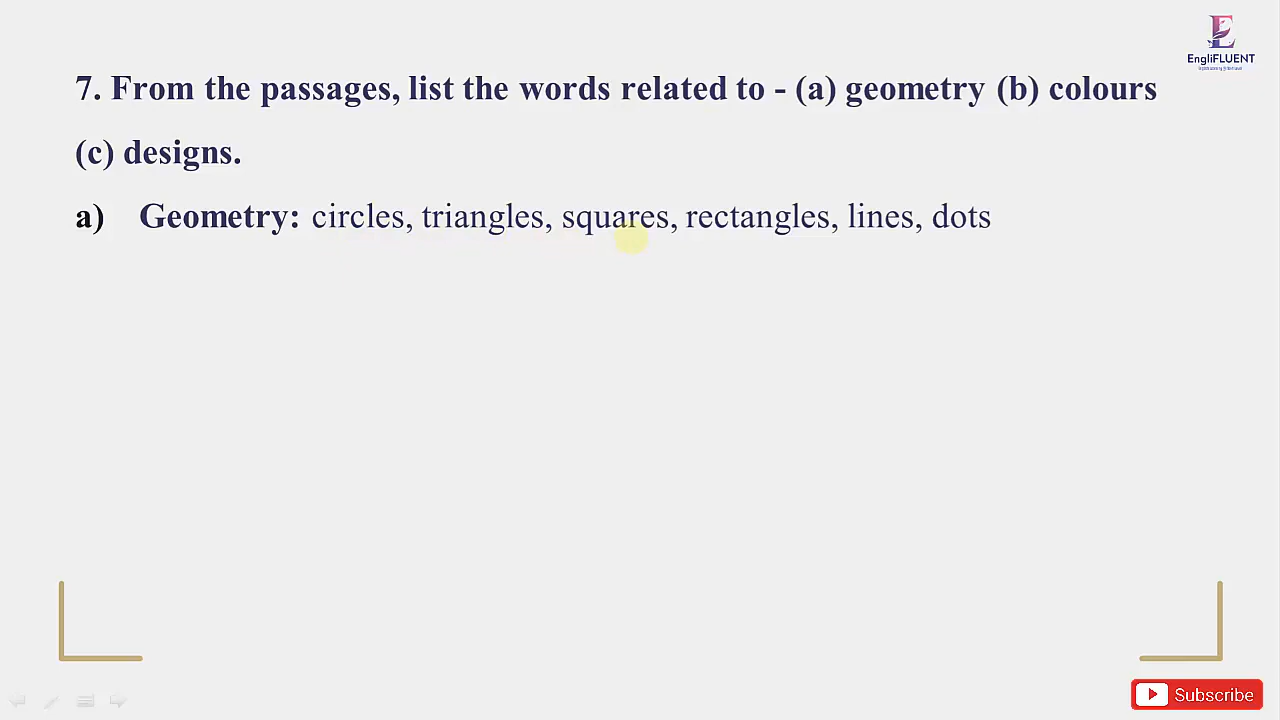 EngliFLUENT
7. From the passages, list the words related to - (a) geometry (b) colours
(c) designs.
a) Geometry: circles, triangles, squares, rectangles, lines, dots
Subscribe